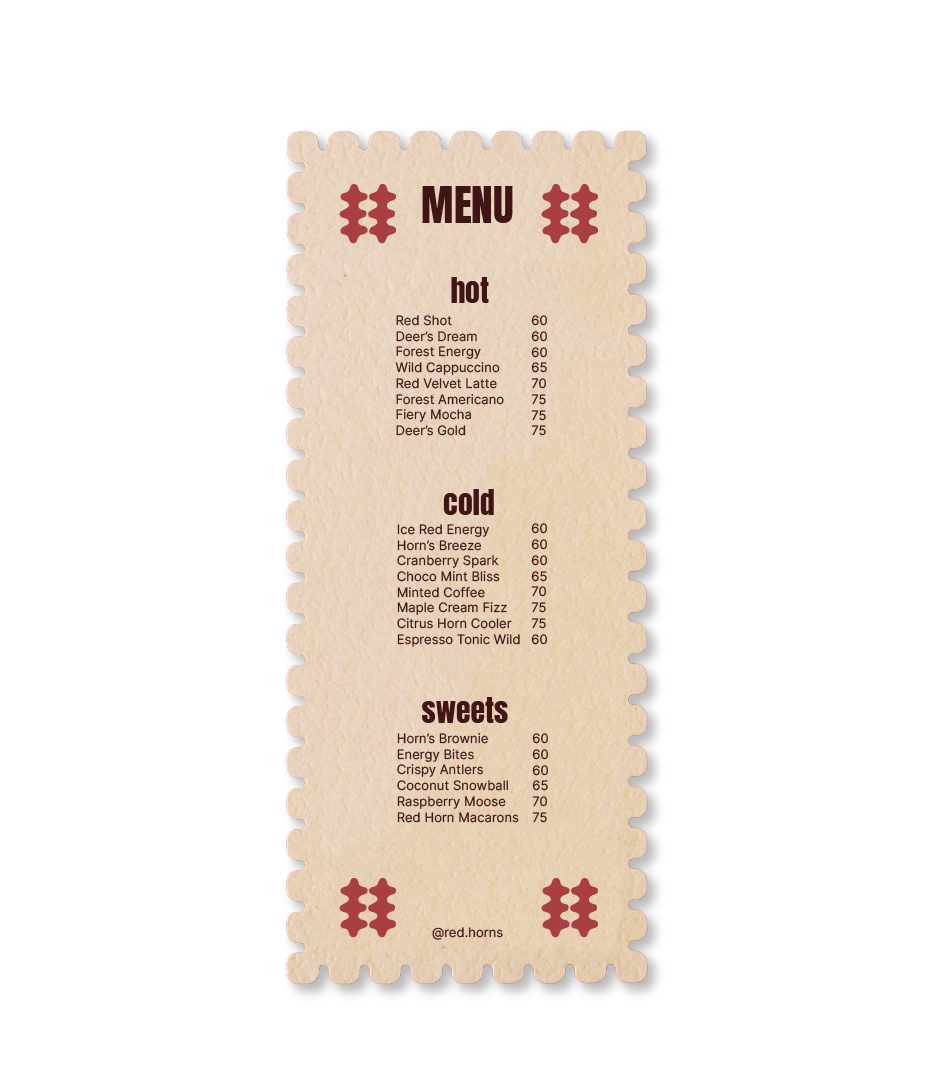 MENU
hot
Red Shot 60
Deer's Dream 60
Forest Energy 60
Wild Cappuccino 65
Red Velvet Latte 70
Forest Americano 75
Fiery Mocha 75
Deer's Gold 75
cold
Ice Red Energy 60
Horn's Breeze 60
Cranberry Spark 60
Choco Mint Bliss 65
Minted Coffee 70
Maple Cream Fizz 75
Citrus Horn Cooler 75
Espresso Tonic Wild 60
sweets
Horn's Brownie 60
Energy Bites 60
Crispy Antlers 60
Coconut Snowball 65
Raspberry Moose 70
Red Horn Macarons 75
@red.horns